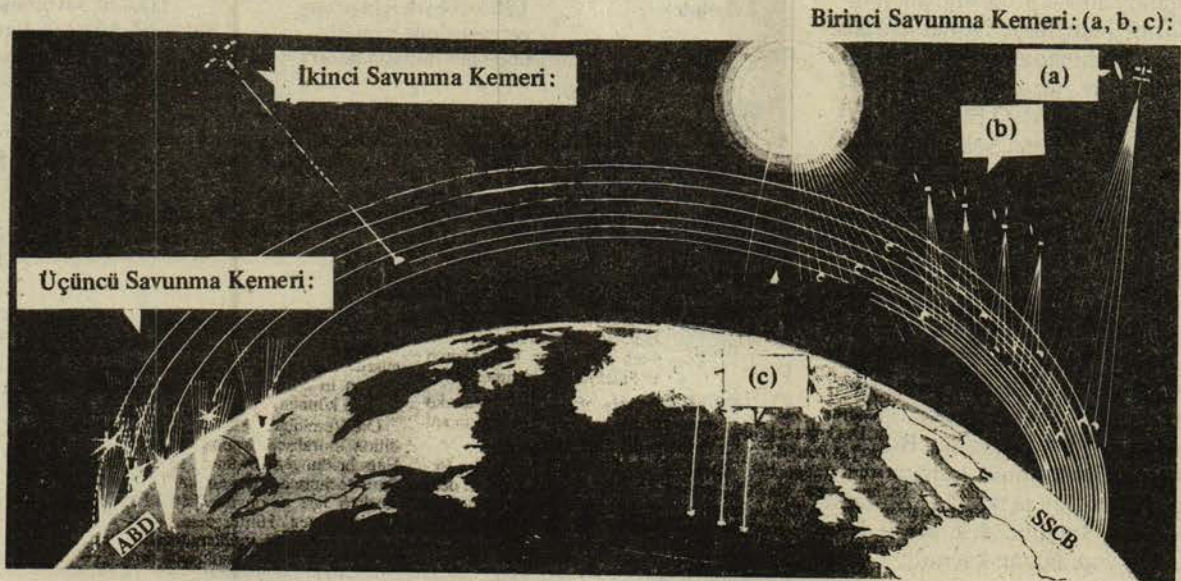 Birinci Savunma Kemeri: (a, b, c):
İkinci Savunma Kemeri:
(a)
(b)
Üçüncü Savunma Kemeri:
(c)
ABD
SSCB